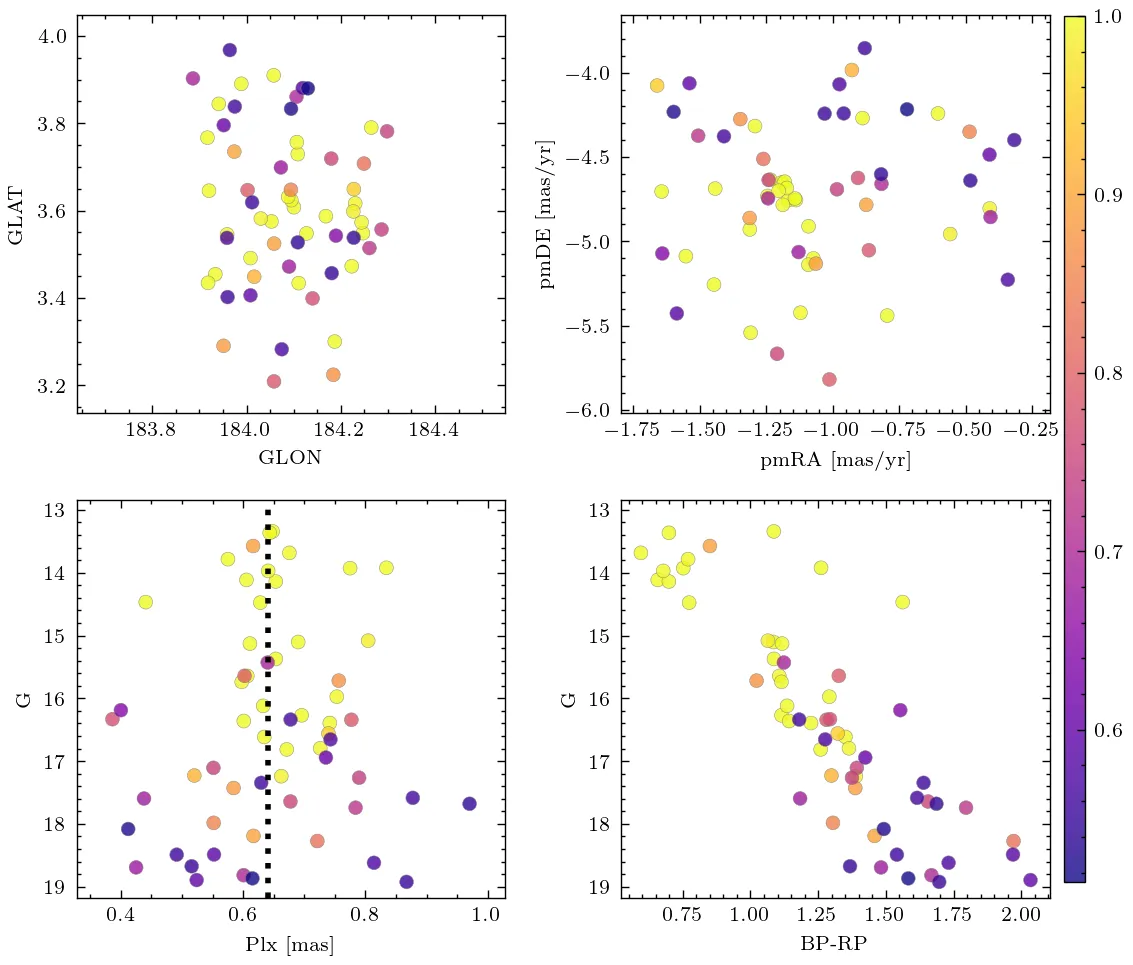 4.0
3.8
3.6
3.4
3.2
GLAT
183.8 184.0 184.2 184.4
GLON
−4.0
−4.5
−5.0
−5.5
−6.0
pmDE [mas/yr]
−1.75 −1.50 −1.25 −1.00 −0.75 −0.50 −0.25
pmRA [mas/yr]
13
14
15
16
17
18
19
G
0.4 0.6 0.8 1.0
Plx [mas]
13
14
15
16
17
18
19
G
0.75 1.00 1.25 1.50 1.75 2.00
BP-RP
1.0
0.9
0.8
0.7
0.6